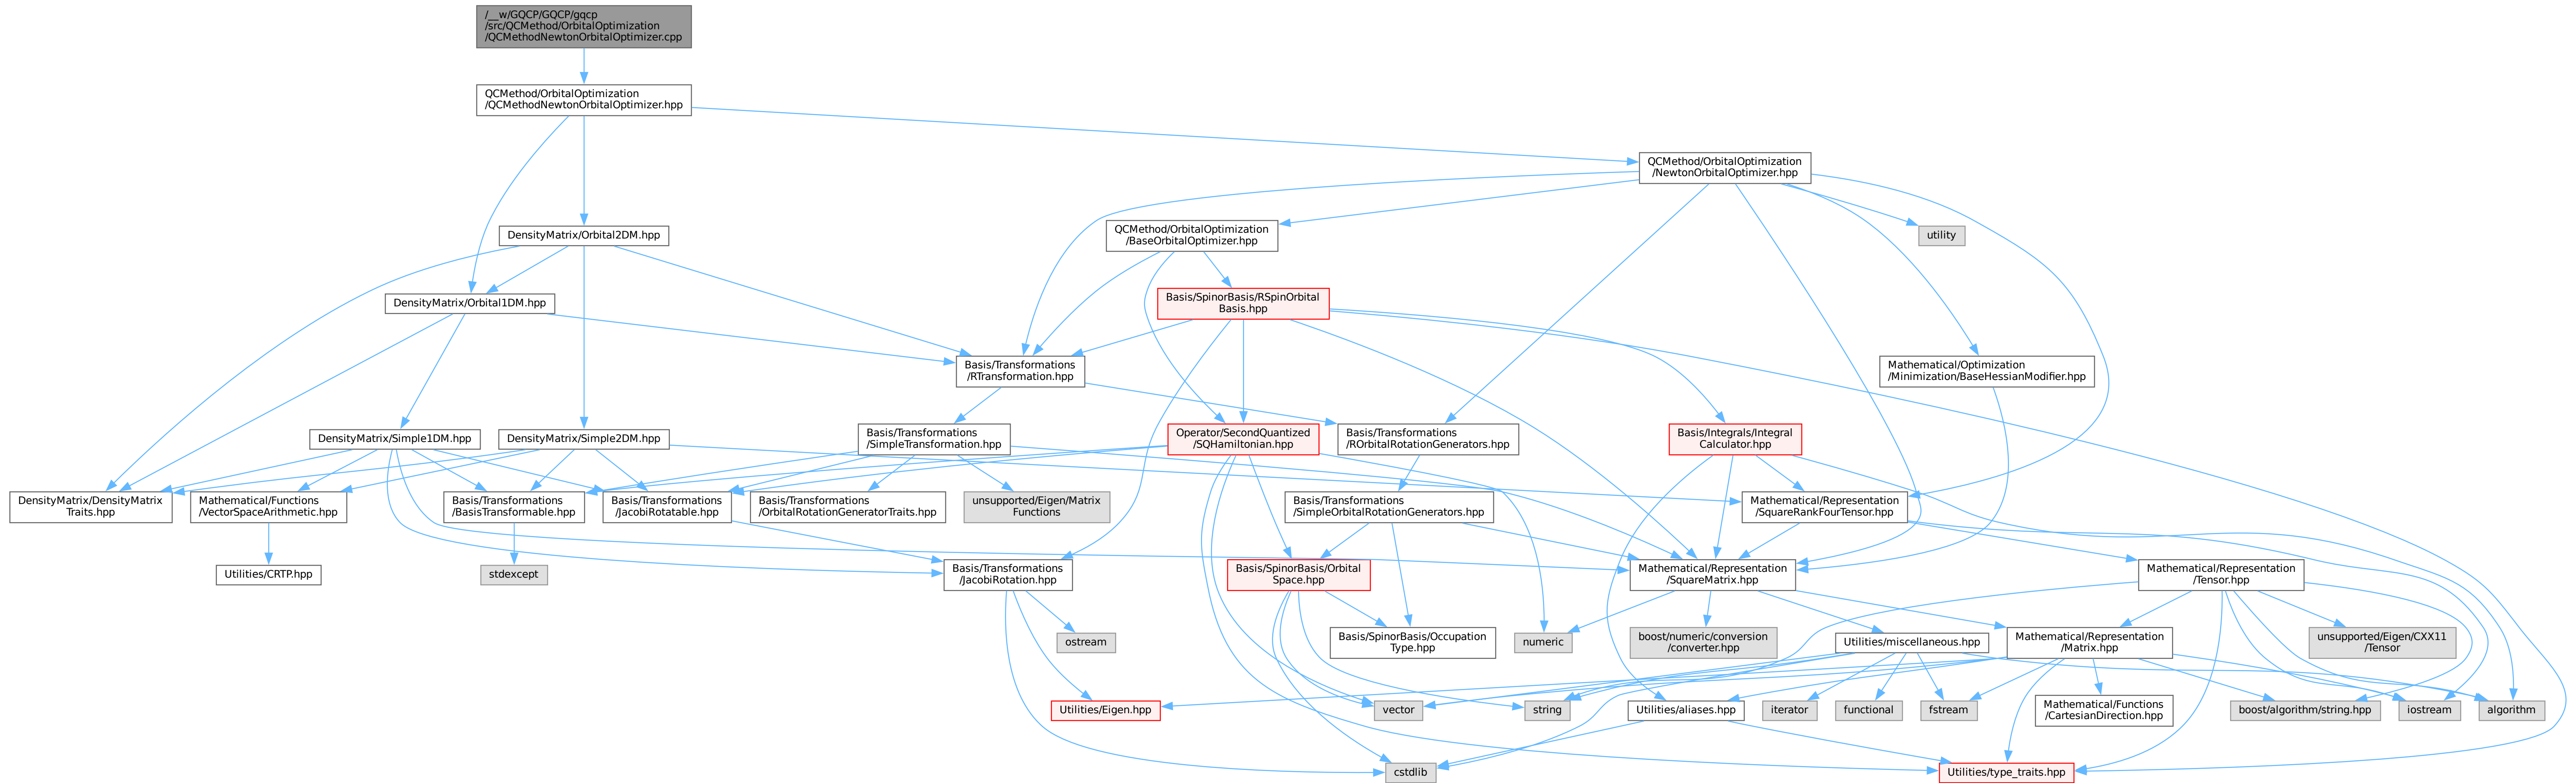 /__w/GQCP/GQCP/gqcp
/src/QCMethod/OrbitalOptimization
/QCMethodNewtonOrbitalOptimizer.cpp
QCMethod/OrbitalOptimization
/QCMethodNewtonOrbitalOptimizer.hpp
QCMethod/OrbitalOptimization
/NewtonOrbitalOptimizer.hpp
DensityMatrix/Orbital2DM.hpp
QCMethod/OrbitalOptimization
/BaseOrbitalOptimizer.hpp
utility
DensityMatrix/Orbital1DM.hpp
Basis/SpinorBasis/RSpinOrbital
Basis.hpp
Basis/Transformations
/RTransformation.hpp
Mathematical/Optimization
/Minimization/BaseHessianModifier.hpp
DensityMatrix/Simple1DM.hpp
DensityMatrix/Simple2DM.hpp
Basis/Transformations
/SimpleTransformation.hpp
Operator/SecondQuantized
/SQHamiltonian.hpp
Basis/Transformations
/ROrbitalRotationGenerators.hpp
Basis/Integrals/Integral
Calculator.hpp
DensityMatrix/DensityMatrix
Traits.hpp
Mathematical/Functions
/VectorSpaceArithmetic.hpp
Basis/Transformations
/BasisTransformable.hpp
Basis/Transformations
/JacobiRotatable.hpp
Basis/Transformations
/OrbitalRotationGeneratorTraits.hpp
unsupported/Eigen/Matrix
Functions
Basis/Transformations
/SimpleOrbitalRotationGenerators.hpp
Mathematical/Representation
/SquareRankFourTensor.hpp
Utilities/CRTP.hpp
stdexcept
Basis/Transformations
/JacobiRotation.hpp
Basis/SpinorBasis/Orbital
Space.hpp
Mathematical/Representation
/SquareMatrix.hpp
Mathematical/Representation
/Tensor.hpp
ostream
Basis/SpinorBasis/Occupation
Type.hpp
numeric
boost/numeric/conversion
/converter.hpp
Utilities/miscellaneous.hpp
Mathematical/Representation
/Matrix.hpp
unsupported/Eigen/CXX11
/Tensor
Utilities/Eigen.hpp
vector
string
Utilities/aliases.hpp
iterator
functional
fstream
Mathematical/Functions
/CartesianDirection.hpp
boost/algorithm/string.hpp
iostream
algorithm
cstdlib
Utilities/type_traits.hpp